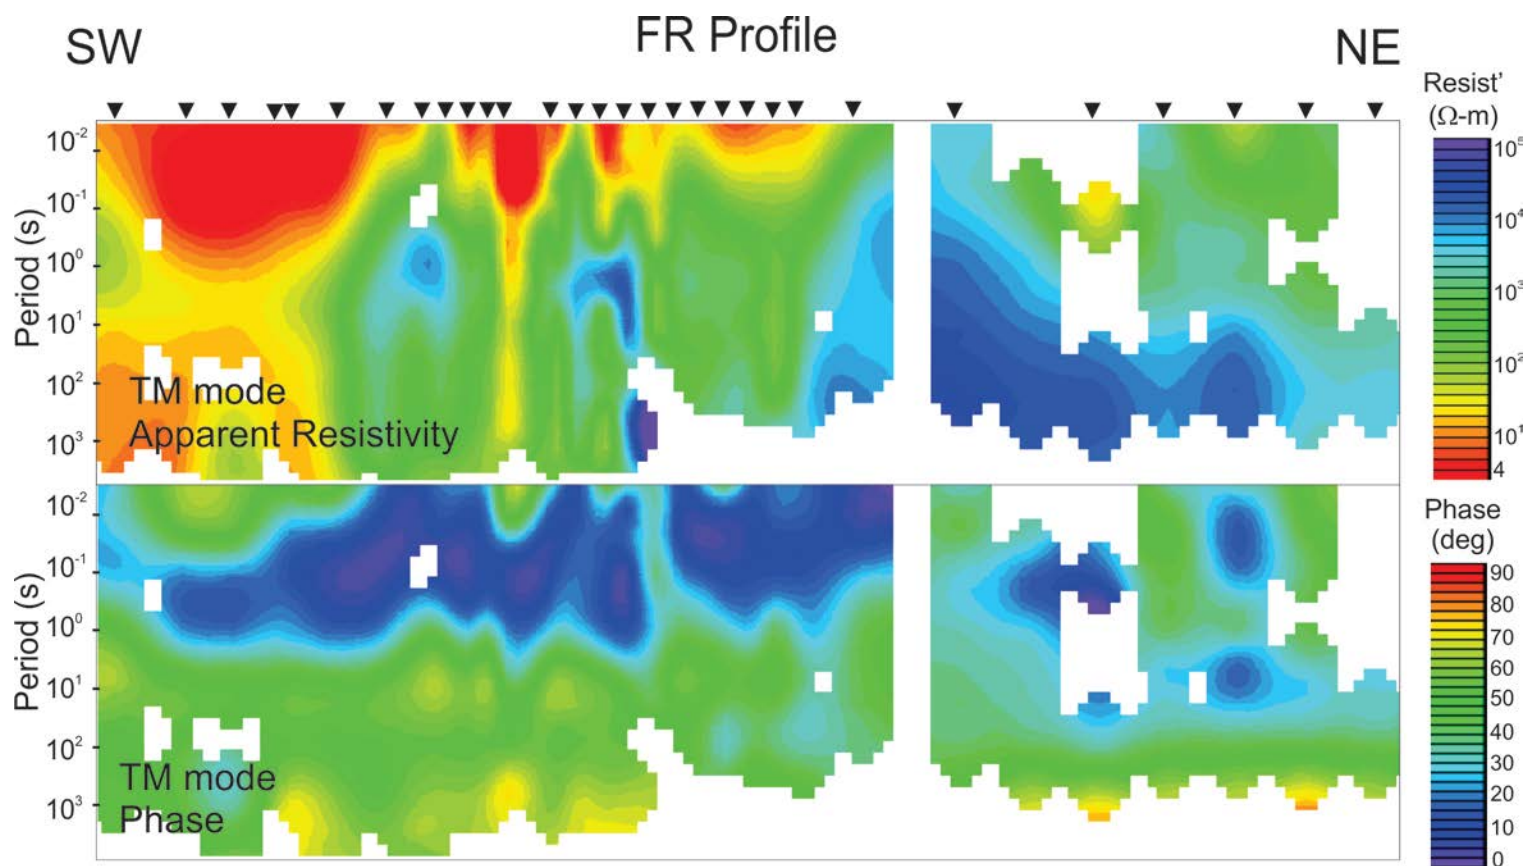 FR Profile
SW
NE
Resist'
(Ω-m)
10⁵
10⁴
10³
10²
10¹
4
Period (s)
10⁻²
10⁻¹
10⁰
10¹
10²
10³
TM mode
Apparent Resistivity
Phase
(deg)
90
80
70
60
50
40
30
20
10
0
Period (s)
10⁻²
10⁻¹
10⁰
10¹
10²
10³
TM mode
Phase